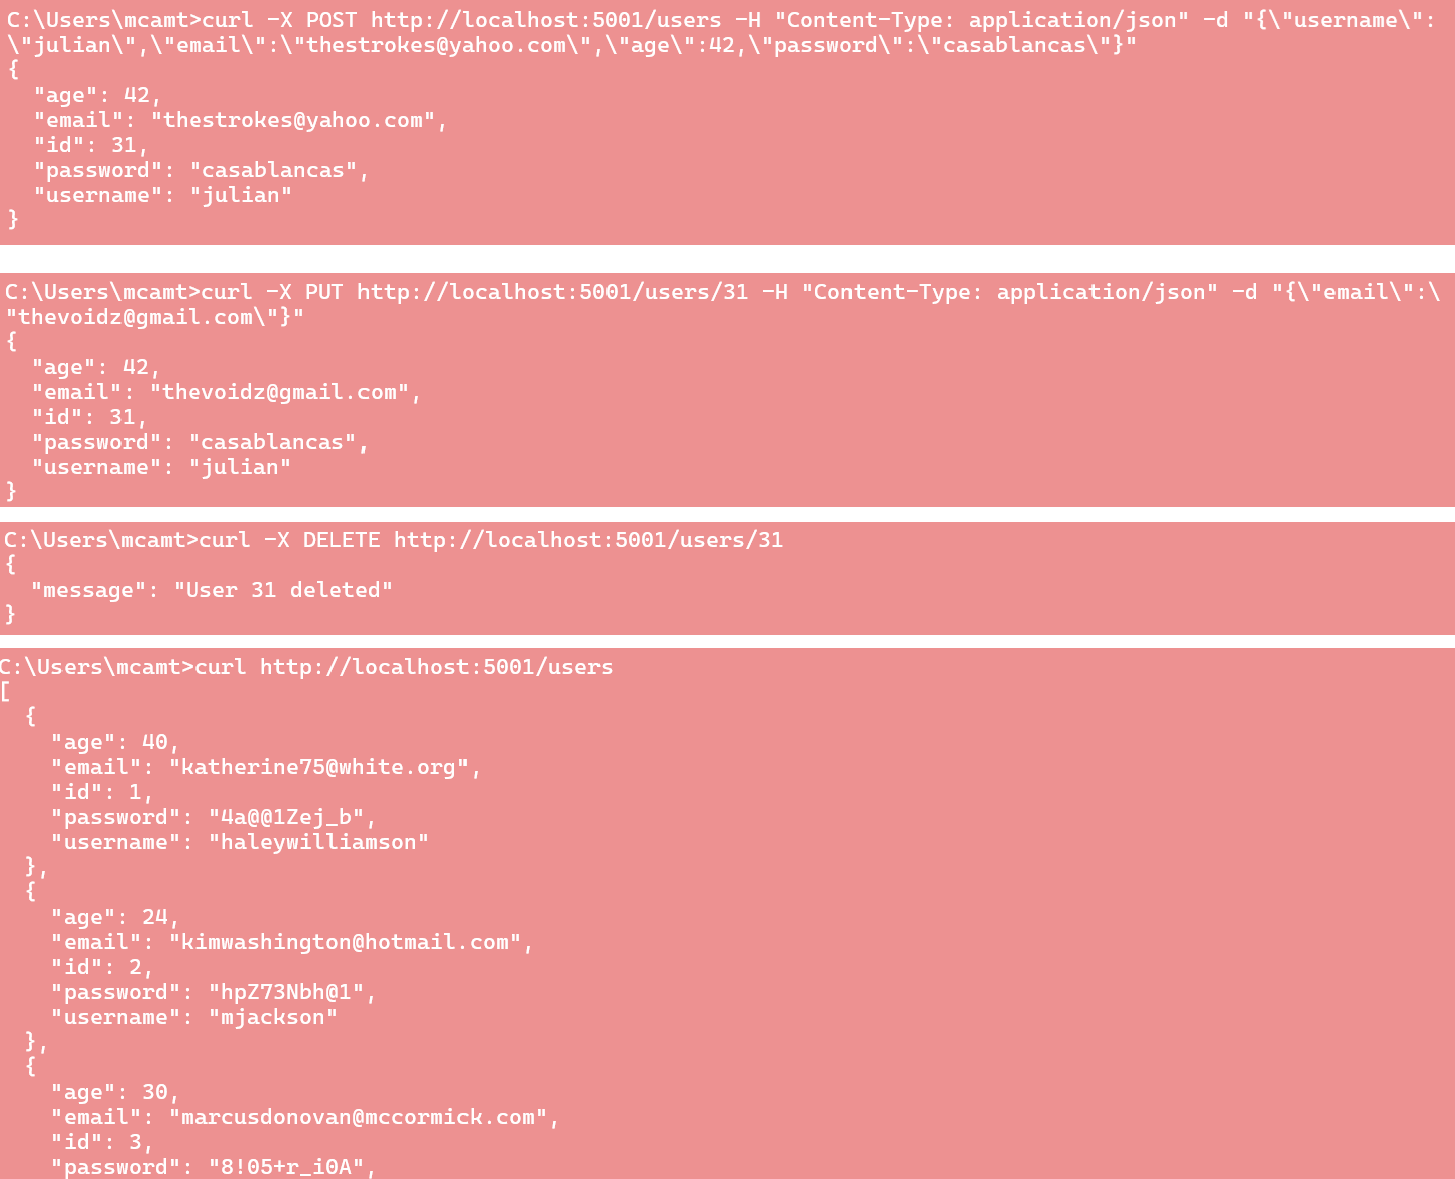 C:\Users\mcamt>curl -X POST http://localhost:5001/users -H "Content-Type: application/json" -d "{\"username\":
\"julian\",\"email\":\"thestrokes@yahoo.com\",\"age\":42,\"password\":\"casablancas\"}"
{
  "age": 42,
  "email": "thestrokes@yahoo.com",
  "id": 31,
  "password": "casablancas",
  "username": "julian"
}
C:\Users\mcamt>curl -X PUT http://localhost:5001/users/31 -H "Content-Type: application/json" -d "{\"email\":\
"thevoidz@gmail.com\"}"
{
  "age": 42,
  "email": "thevoidz@gmail.com",
  "id": 31,
  "password": "casablancas",
  "username": "julian"
}
C:\Users\mcamt>curl -X DELETE http://localhost:5001/users/31
{
  "message": "User 31 deleted"
}
C:\Users\mcamt>curl http://localhost:5001/users
[
  {
    "age": 40,
    "email": "katherine75@white.org",
    "id": 1,
    "password": "4a@@1Zej_b",
    "username": "haleywilliamson"
  },
  {
    "age": 24,
    "email": "kimwashington@hotmail.com",
    "id": 2,
    "password": "hpZ73Nbh@1",
    "username": "mjackson"
  },
  {
    "age": 30,
    "email": "marcusdonovan@mccormick.com",
    "id": 3,
    "password": "8!05+r_i0A",